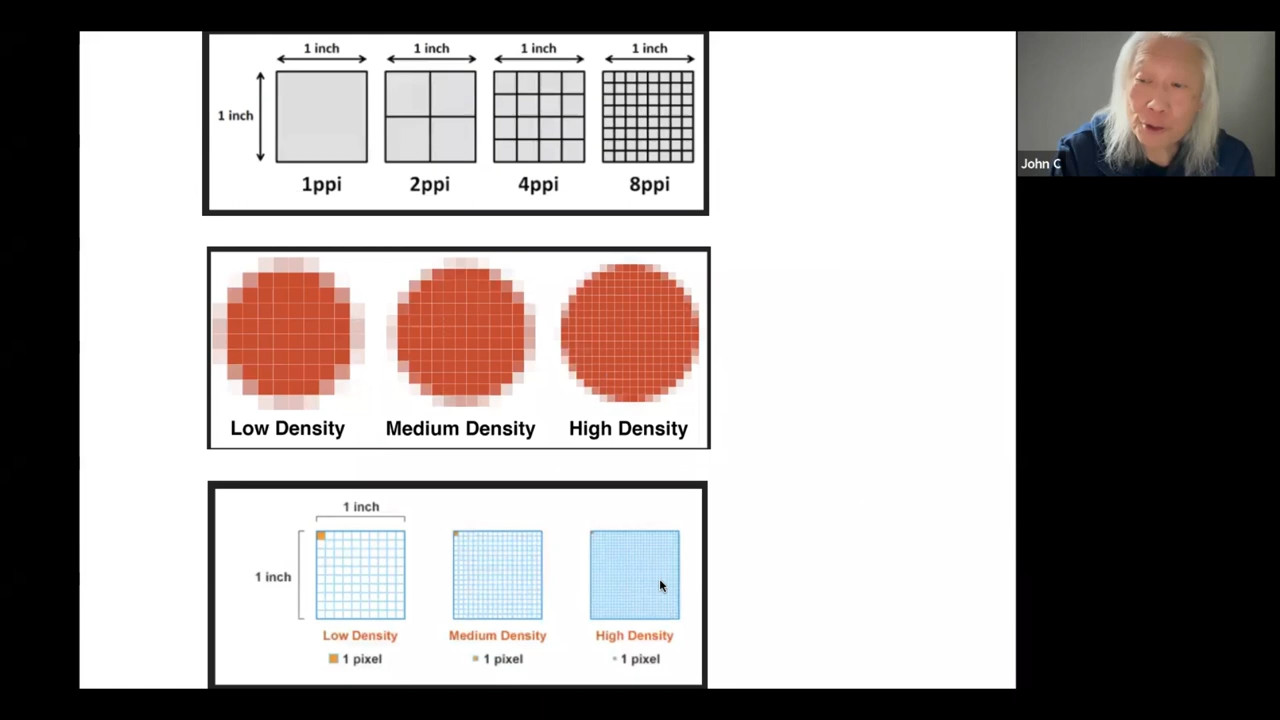 1 inch 1 inch 1 inch 1 inch
1 inch
1ppi 2ppi 4ppi 8ppi
John C
Low Density Medium Density High Density
1 inch
1 inch
Low Density Medium Density High Density
1 pixel 1 pixel 1 pixel